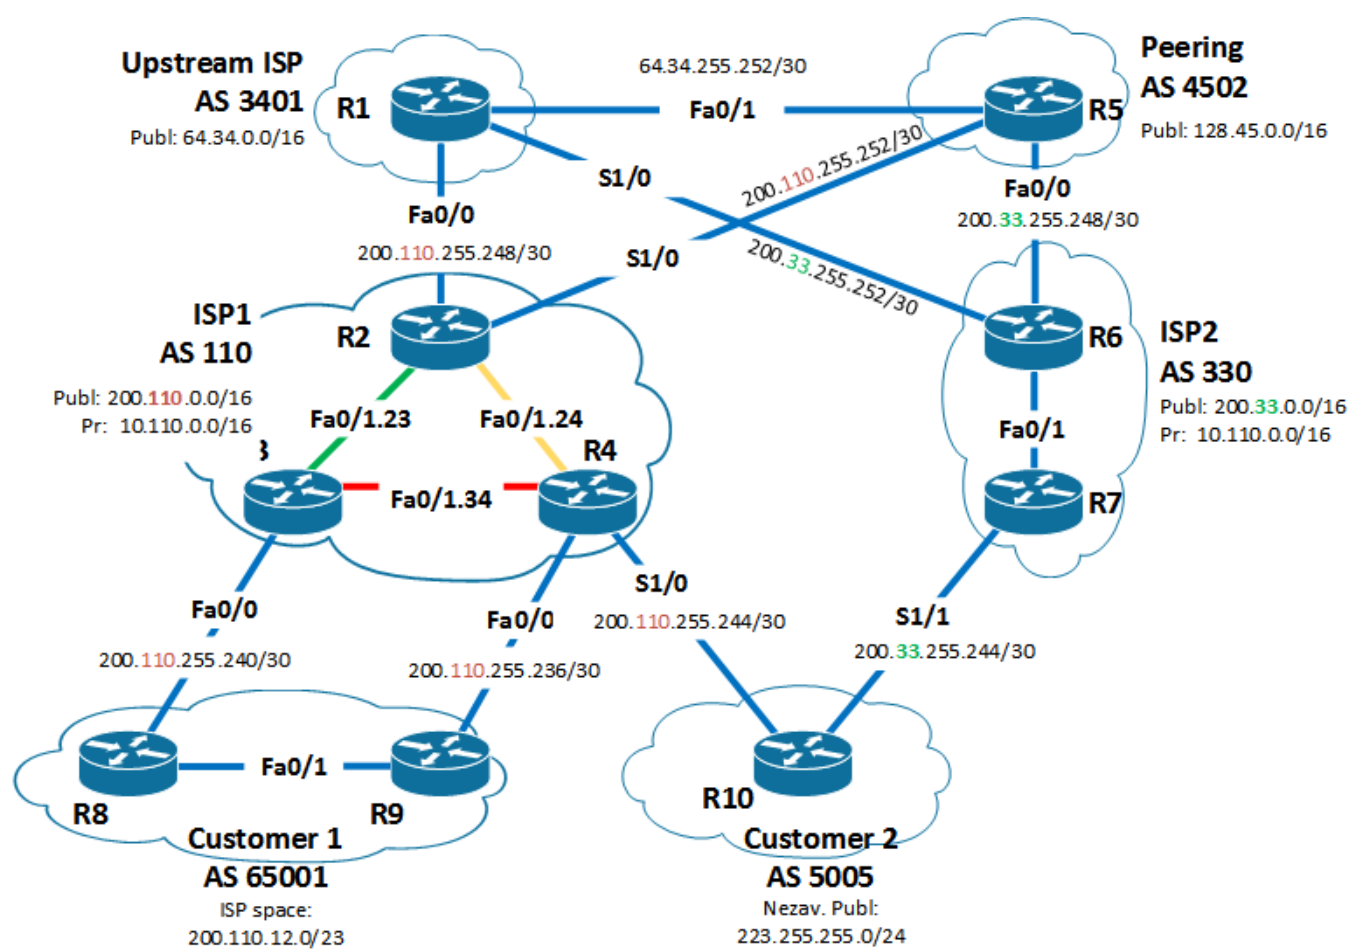 Upstream ISP
AS 3401
Publ: 64.34.0.0/16
R1
64.34.255.252/30
Fa0/1
Peering
AS 4502
Publ: 128.45.0.0/16
R5
S1/0
200.110.255.252/30
Fa0/0
200.33.255.248/30
Fa0/0
200.110.255.248/30
S1/0
200.33.255.252/30
ISP1
AS 110
Publ: 200.110.0.0/16
Pr: 10.110.0.0/16
R2
R6
ISP2
AS 330
Publ: 200.33.0.0/16
Pr: 10.110.0.0/16
Fa0/1.23
Fa0/1.24
Fa0/1
3
R4
Fa0/1.34
R7
Fa0/0
200.110.255.240/30
Fa0/0
200.110.255.236/30
S1/0
200.110.255.244/30
S1/1
200.33.255.244/30
Fa0/1
R8
R9
Customer 1
AS 65001
ISP space:
200.110.12.0/23
R10
Customer 2
AS 5005
Nezav. Publ:
223.255.255.0/24